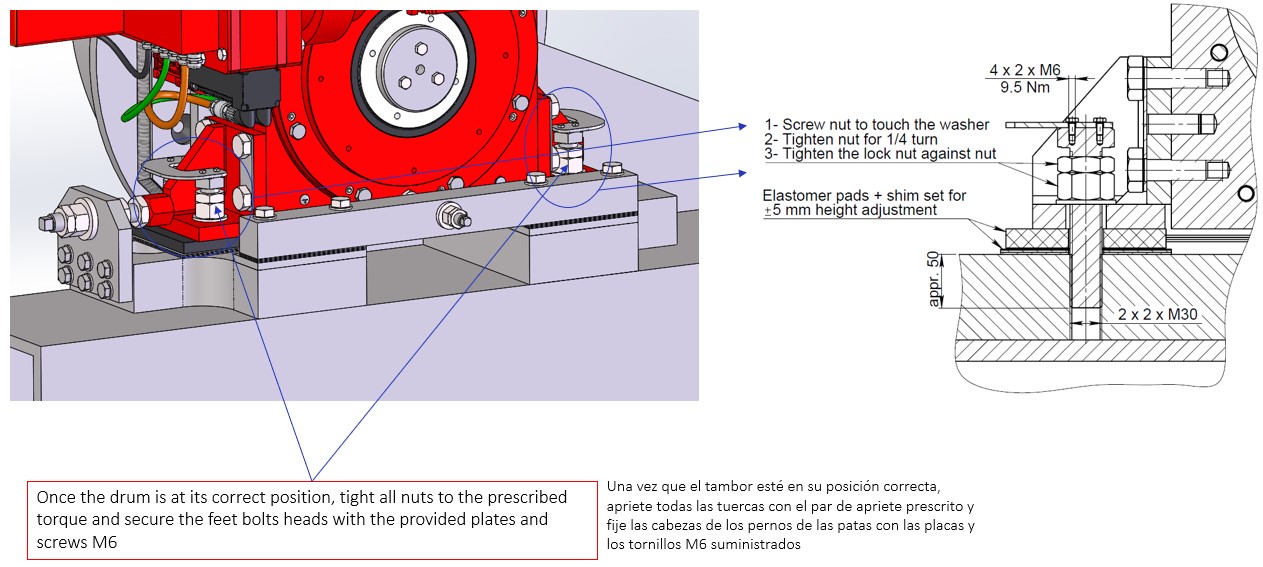 4 x 2 x M6
9.5 Nm
1- Screw nut to touch the washer
2- Tighten nut for 1/4 turn
3- Tighten the lock nut against nut
Elastomer pads + shim set for
±5 mm height adjustment
appr. 50
2 x 2 x M30
Once the drum is at its correct position, tight all nuts to the prescribed
torque and secure the feet bolts heads with the provided plates and
screws M6
Una vez que el tambor esté en su posición correcta,
apriete todas las tuercas con el par de apriete prescrito y
fije las cabezas de los pernos de las patas con las placas y
los tornillos M6 suministrados